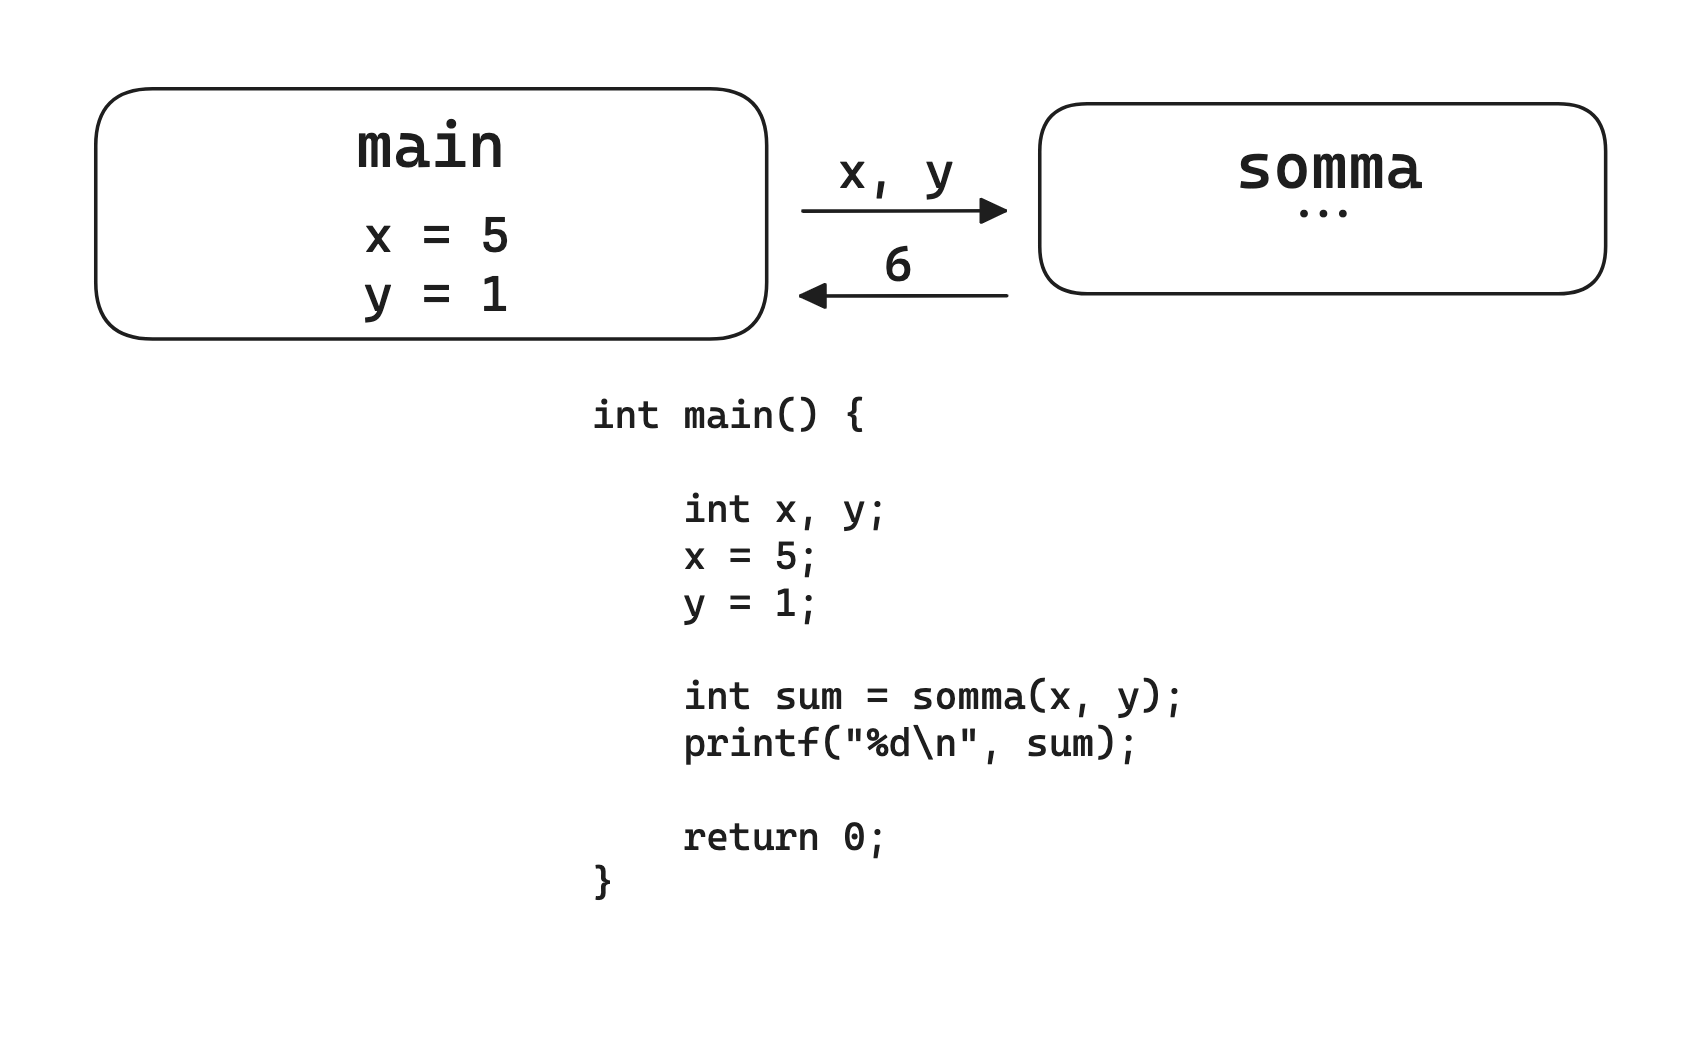 main
x = 5
y = 1
x, y
6
somma
...
int main() {
int x, y;
x = 5;
y = 1;
int sum = somma(x, y);
printf("%d\n", sum);
return 0;
}